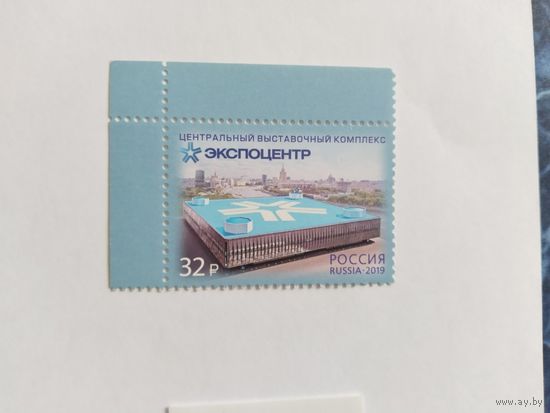 ЦЕНТРАЛЬНЫЙ ВЫСТАВОЧНЫЙ КОМПЛЕКС
ЭКСПОЦЕНТР
32 ₽
РОССИЯ
RUSSIA-2019
www.ay.by